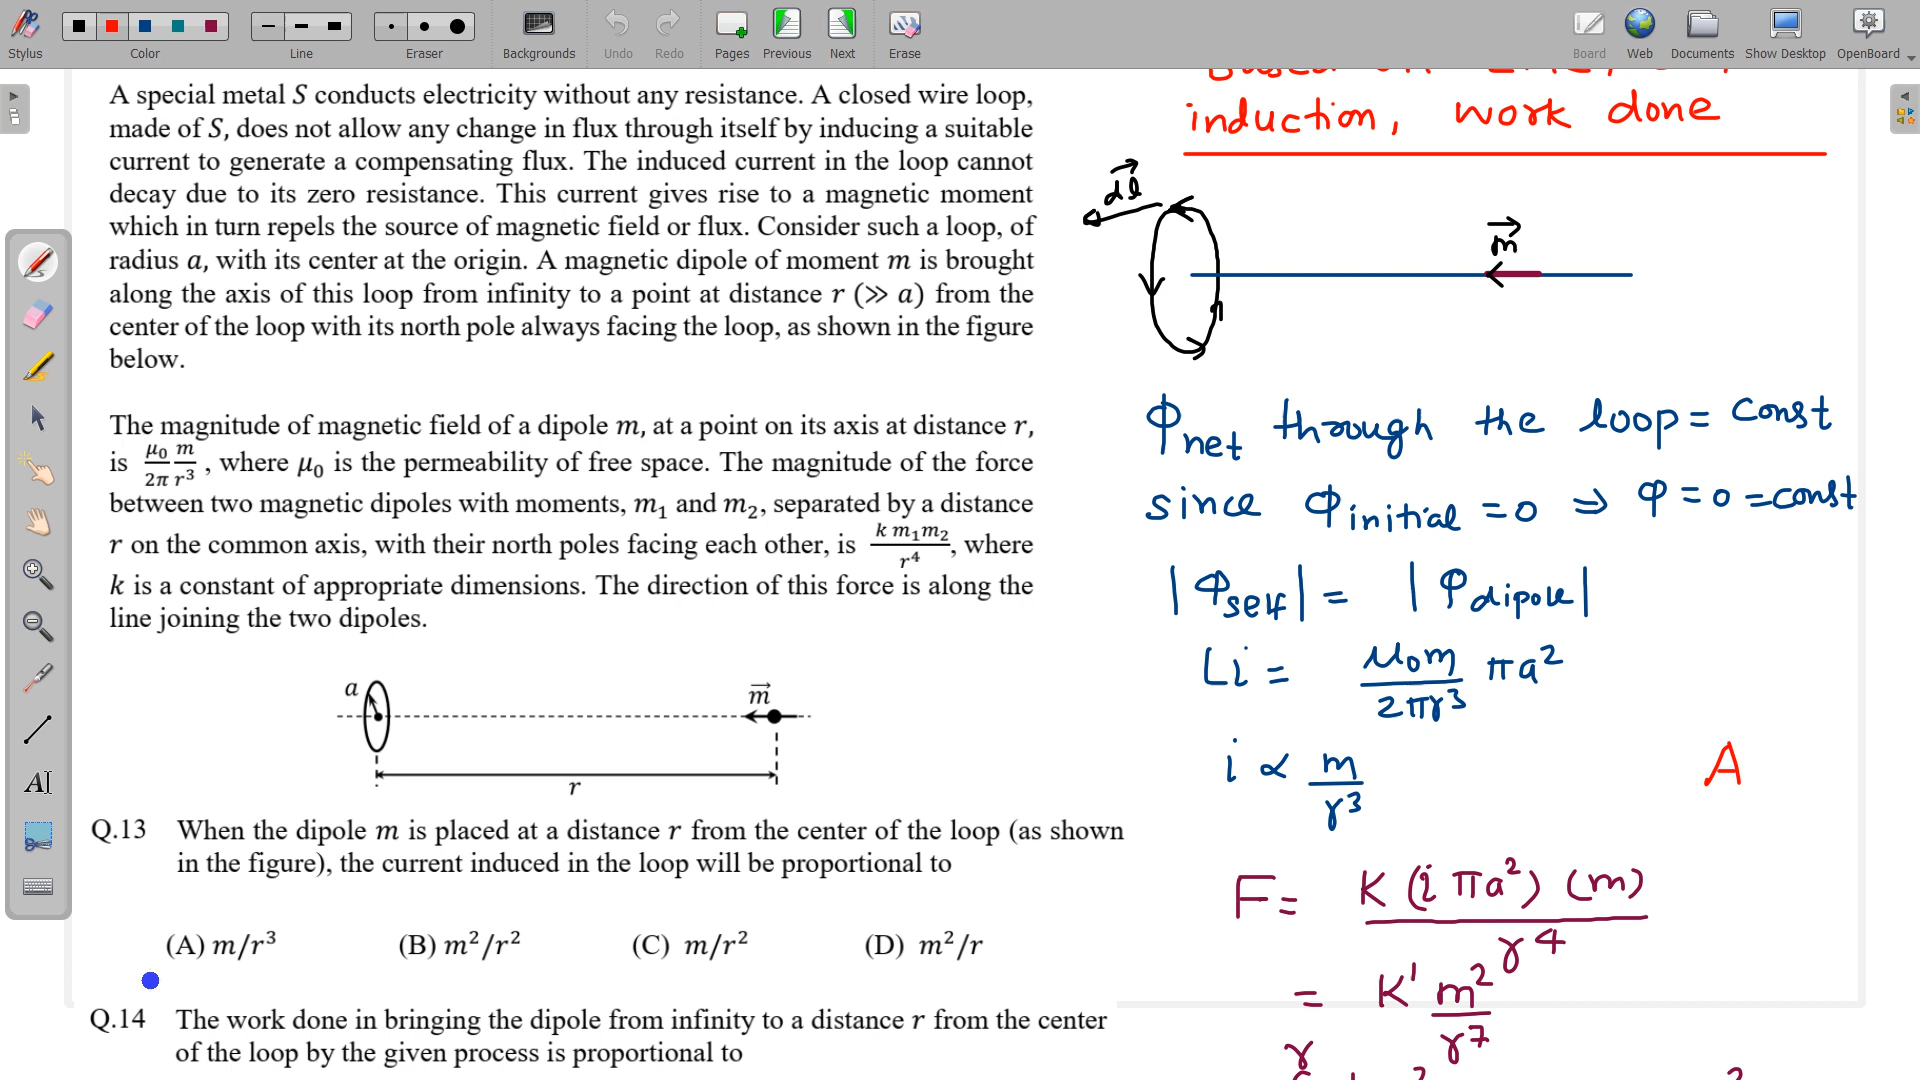 Stylus
Color
Line
Eraser
Backgrounds
Undo
Redo
Pages
Previous
Next
Erase
Board
Web
Documents
Show Desktop
OpenBoard
A special metal S conducts electricity without any resistance. A closed wire loop,
made of S, does not allow any change in flux through itself by inducing a suitable
current to generate a compensating flux. The induced current in the loop cannot
decay due to its zero resistance. This current gives rise to a magnetic moment
which in turn repels the source of magnetic field or flux. Consider such a loop, of
radius a, with its center at the origin. A magnetic dipole of moment m is brought
along the axis of this loop from infinity to a point at distance r (≫ a) from the
center of the loop with its north pole always facing the loop, as shown in the figure
below.
The magnitude of magnetic field of a dipole m, at a point on its axis at distance r,
is μ₀/2π m/r³ , where μ₀ is the permeability of free space. The magnitude of the force
between two magnetic dipoles with moments, m₁ and m₂, separated by a distance
r on the common axis, with their north poles facing each other, is k m₁m₂/r⁴, where
k is a constant of appropriate dimensions. The direction of this force is along the
line joining the two dipoles.
a
m⃗
r
Q.13 When the dipole m is placed at a distance r from the center of the loop (as shown
in the figure), the current induced in the loop will be proportional to
(A) m/r³ (B) m²/r² (C) m/r² (D) m²/r
Q.14 The work done in bringing the dipole from infinity to a distance r from the center
of the loop by the given process is proportional to
induction, work done
dl⃗
m⃗
Φnet through the loop = const
since Φinitial = 0 ⇒ φ = 0 = const
|Φself| = |φdipole|
Li = μ₀m/2πr³ πa²
i ∝ m/r³
A
F = K (i πa²) (m)/r⁴
= K' m²/r⁷
r